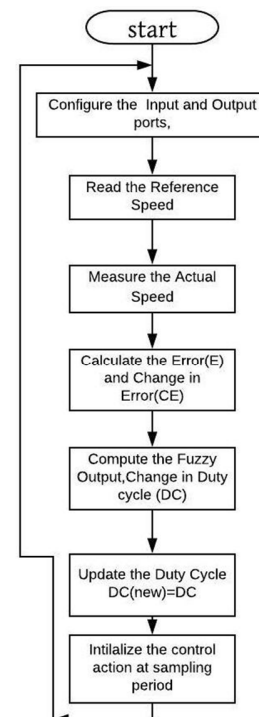 start
Configure the Input and Output
ports,
Read the Reference
Speed
Measure the Actual
Speed
Calculate the Error(E)
and Change in
Error(CE)
Compute the Fuzzy
Output,Change in Duty
cycle (DC)
Update the Duty Cycle
DC(new)=DC
Intilalize the control
action at sampling
period